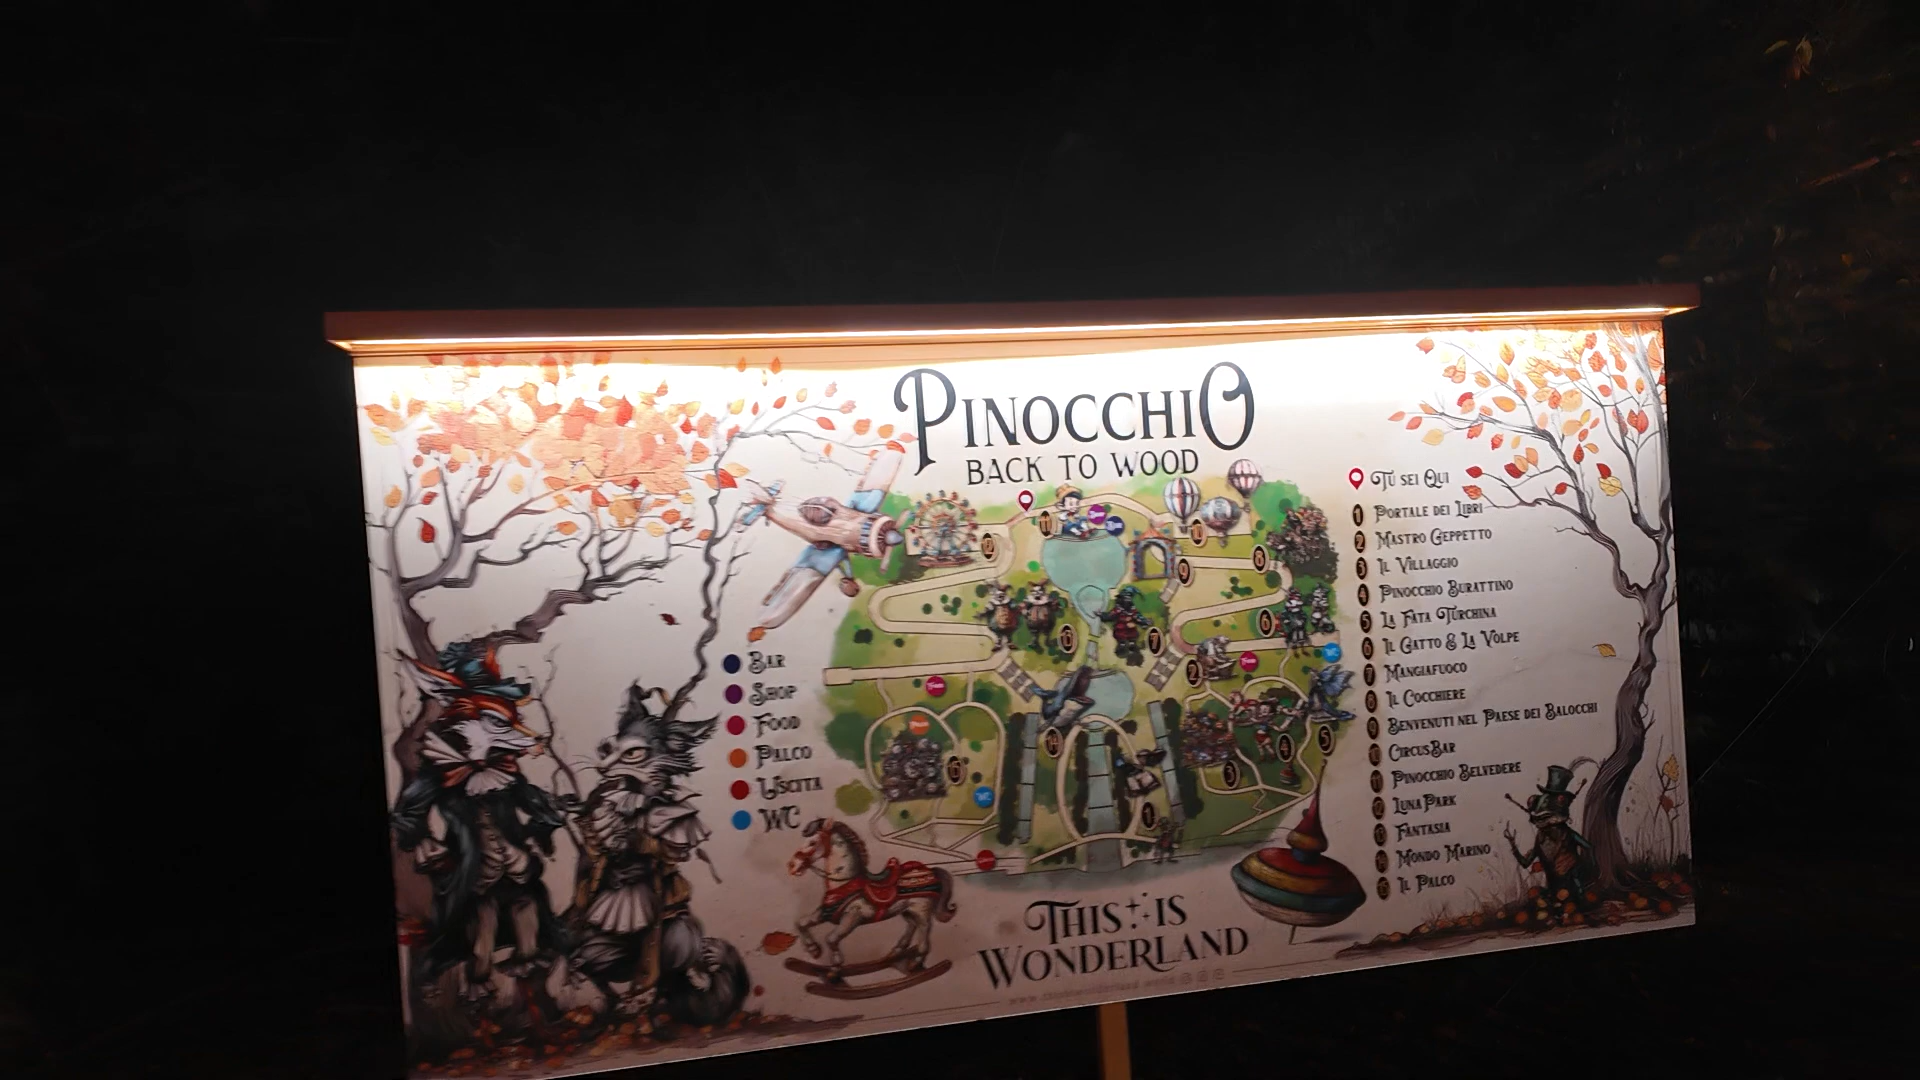 PINOCCHIO
BACK TO WOOD
BAR
SHOP
FOOD
PALCO
USCITA
WC
TU SEI QUI
1 PORTALE DEI LIBRI
2 MASTRO GEPPETTO
3 IL VILLAGGIO
4 PINOCCHIO BURATTINO
5 LA FATA TURCHINA
6 IL GATTO & LA VOLPE
7 MANGIAFUOCO
8 IL COCCHIERE
9 BENVENUTI NEL PAESE DEI BALOCCHI
10 CIRCUSBAR
11 PINOCCHIO BELVEDERE
12 LUNAPARK
13 FANTASIA
14 MONDO MARINO
15 IL PALCO
THIS IS
WONDERLAND